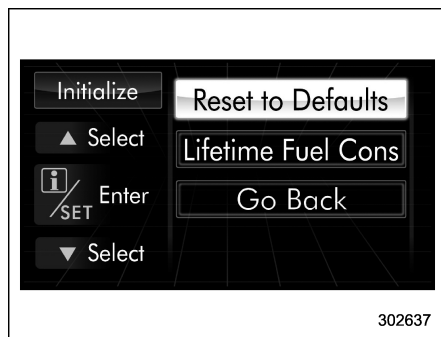 Initialize
Reset to Defaults
▲ Select
Lifetime Fuel Cons
i/SET Enter
Go Back
▼ Select
302637